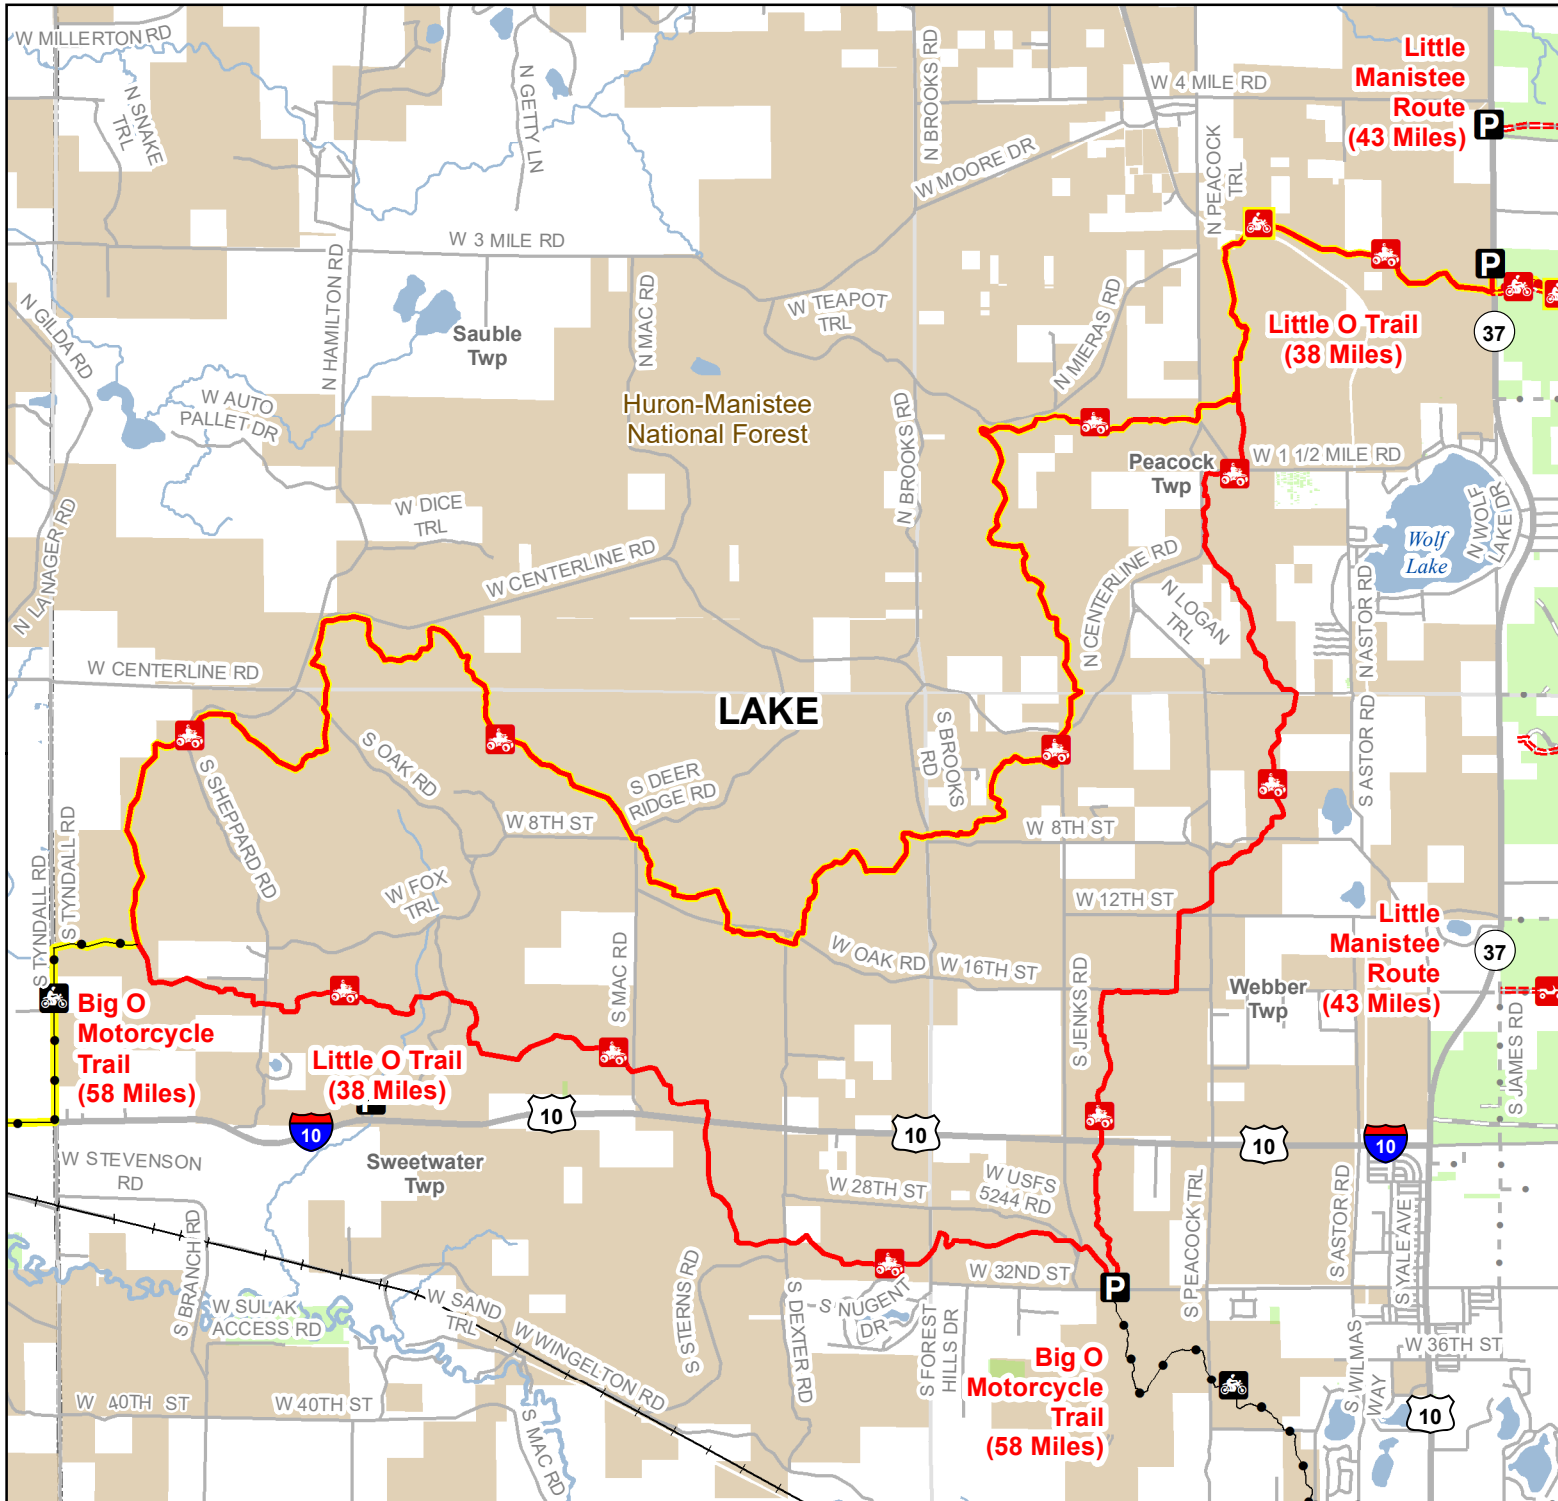 W MILLERTON RD
N SNAKE
TRL
N GETTY LN
N BROOKS RD
W 4 MILE RD
Little
Manistee
Route
(43 Miles)
P
W MOORE DR
N PEACOCK
TRL
W 3 MILE RD
N HAMILTON RD
N MAC RD
N GILDA RD
Sauble
Twp
W TEAPOT
TRL
N MIERAS RD
P
Little O Trail
(38 Miles)
37
W AUTO
PALLET DR
Huron-Manistee
National Forest
N BROOKS RD
Peacock
Twp
W 1 1/2 MILE RD
N WOLF
LAKE DR
Wolf
Lake
W DICE
TRL
N LANAGER RD
W CENTERLINE RD
N CENTERLINE RD
N LOGAN
TRL
N ASTOR RD
W CENTERLINE RD
LAKE
S BROOKS
RD
S ASTOR RD
S OAK RD
S SHEPPARD RD
S DEER
RIDGE RD
W 8TH ST
W 8TH ST
S TYNDALL RD
S TYNDALL RD
W FOX
TRL
W 12TH ST
Little
Manistee
Route
(43 Miles)
37
S MAC RD
W OAK RD
W 16TH ST
S JENKS RD
Webber
Twp
S JAMES RD
Big O
Motorcycle
Trail
(58 Miles)
Little O Trail
(38 Miles)
10
10
10
10
10
W STEVENSON
RD
Sweetwater
Twp
W 28TH ST
W USFS
5244 RD
S PEACOCK TRL
S ASTOR RD
S YALE AVE
S BRANCH RD
W SULAK
ACCESS RD
W SAND
TRL
S STERNS RD
S DEXTER RD
S NUGENT
DR
S FOREST
HILLS DR
W 32ND ST
P
W WINGELTON RD
Big O
Motorcycle
Trail
(58 Miles)
S WILMAS
WAY
W 36TH ST
10
W 40TH ST
W 40TH ST
S MAC RD